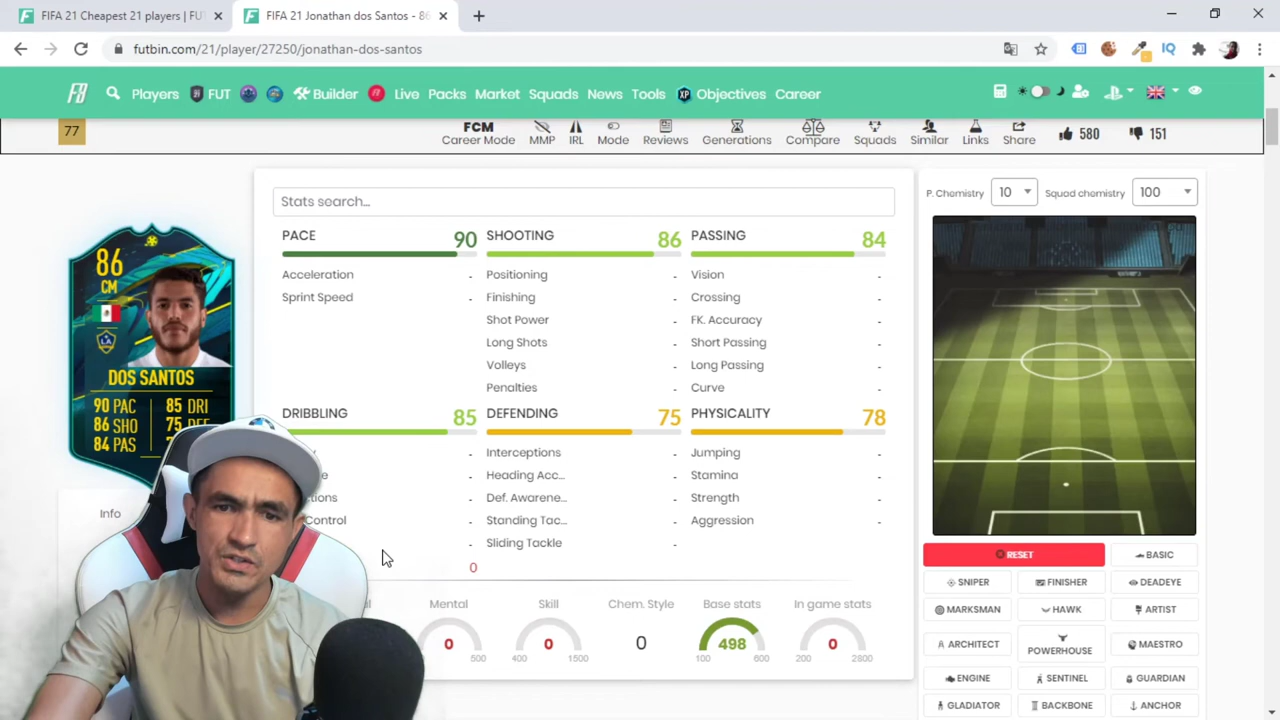 FIFA 21 Cheapest 21 players | FUT
FIFA 21 Jonathan dos Santos - 86
futbin.com/21/player/27250/jonathan-dos-santos
IQ
F8 Players FUT Builder Live Packs Market Squads News Tools XP Objectives Career
77
FCM
Career Mode MMP IRL Mode Reviews Generations Compare Squads Similar Links Share 580 151
Stats search...
P. Chemistry 10 Squad chemistry 100
PACE 90 SHOOTING 86 PASSING 84
Acceleration - Positioning - Vision -
Sprint Speed - Finishing - Crossing -
Shot Power - FK. Accuracy -
Long Shots - Short Passing -
Volleys - Long Passing -
Penalties - Curve -
DRIBBLING 85 DEFENDING 75 PHYSICALITY 78
- Interceptions - Jumping -
- Heading Acc... - Stamina -
- Def. Awarene... - Strength -
Control - Standing Tac... - Aggression -
- Sliding Tackle -
0
86
CM
LA
DOS SANTOS
90 PAC 85 DRI
86 SHO 75
84 PAS
Info
Mental Skill Chem. Style Base stats In game stats
0 0 0 498 0
500 400 1500 100 600 200 2800
RESET BASIC
SNIPER FINISHER DEADEYE
MARKSMAN HAWK ARTIST
ARCHITECT POWERHOUSE MAESTRO
ENGINE SENTINEL GUARDIAN
GLADIATOR BACKBONE ANCHOR